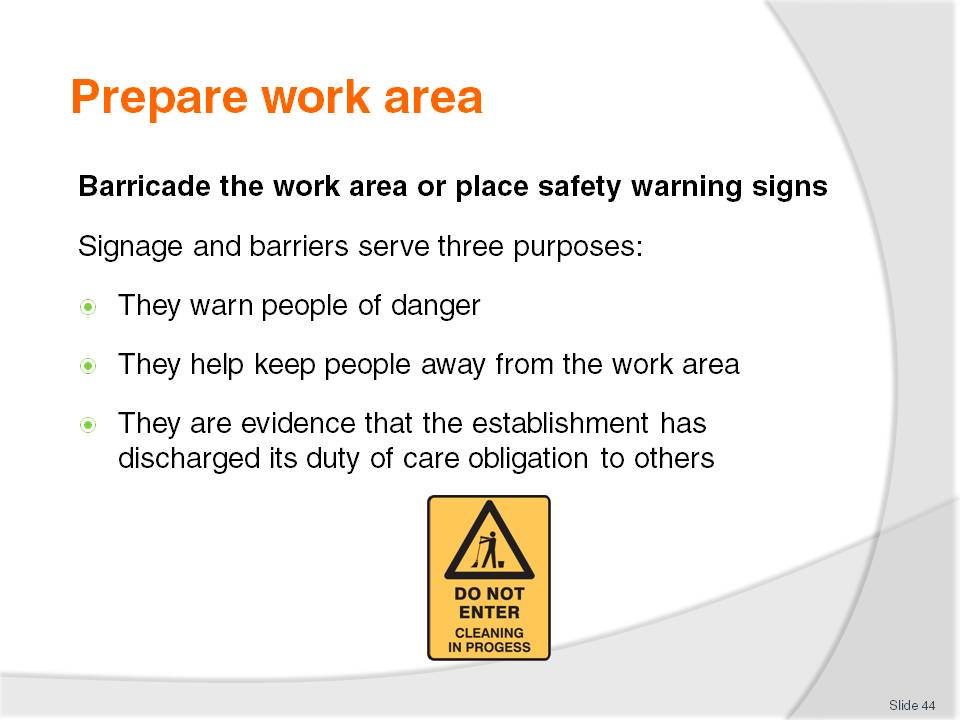 Prepare work area
Barricade the work area or place safety warning signs
Signage and barriers serve three purposes:
They warn people of danger
They help keep people away from the work area
They are evidence that the establishment has
discharged its duty of care obligation to others
DO NOT
ENTER
CLEANING
IN PROGESS
Slide 44